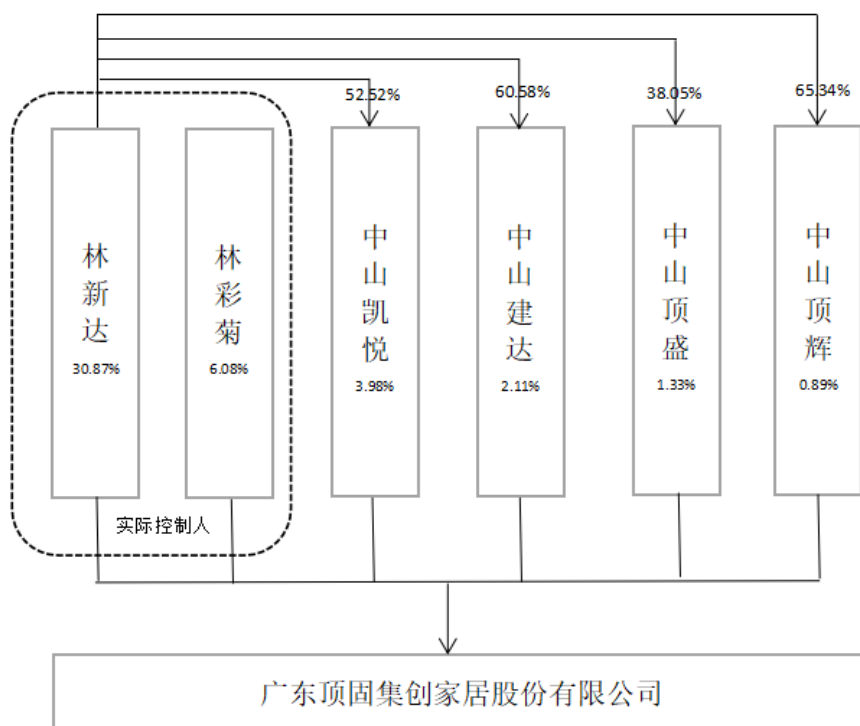 52.52%
60.58%
38.05%
65.34%
林新达
30.87%
林彩菊
6.08%
中山凯悦
3.98%
中山建达
2.11%
中山顶盛
1.33%
中山顶辉
0.89%
实际控制人
广东顶固集创家居股份有限公司